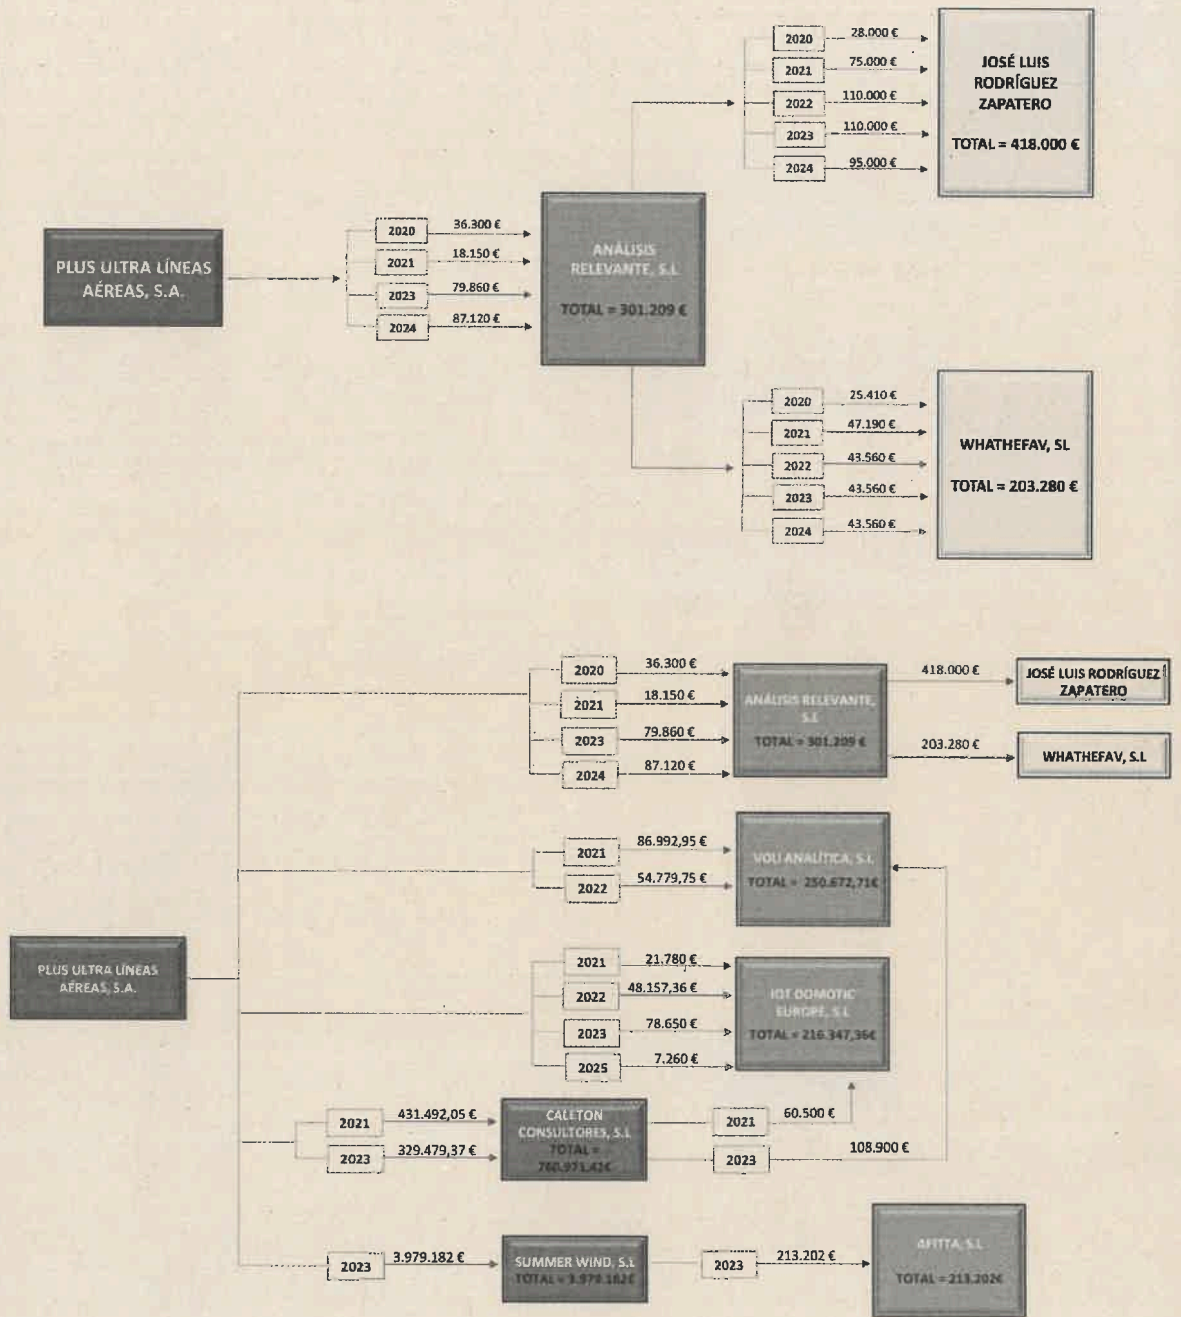 2020 28.000 €
2021 75.000 €
2022 110.000 €
2023 110.000 €
2024 95.000 €
JOSÉ LUIS
RODRÍGUEZ
ZAPATERO
TOTAL = 418.000 €
PLUS ULTRA LÍNEAS
AÉREAS, S.A.
2020 36.300 €
2021 18.150 €
2023 79.860 €
2024 87.120 €
ANÁLISIS
RELEVANTE, S.L
TOTAL = 301.209 €
2020 25.410 €
2021 47.190 €
2022 43.560 €
2023 43.560 €
2024 43.560 €
WHATHEFAV, SL
TOTAL = 203.280 €
PLUS ULTRA LÍNEAS
AÉREAS, S.A.
2020 36.300 €
2021 18.150 €
2023 79.860 €
2024 87.120 €
ANÁLISIS RELEVANTE,
S.L
TOTAL = 301.209 €
418.000 €
JOSÉ LUIS RODRÍGUEZ
ZAPATERO
203.280 €
WHATHEFAV, S.L
2021 86.992,95 €
2022 54.779,75 €
VOLI ANALÍTICA, S.L
TOTAL = 250.672,71€
2021 21.780 €
2022 48.157,36 €
2023 78.650 €
2025 7.260 €
IOT DOMOTIC
EUROPE, S.L
TOTAL = 216.347,36€
2021 431.492,05 €
2023 329.479,37 €
CALETON
CONSULTORES, S.L
TOTAL =
760.971,42€
2021 60.500 €
2023 108.900 €
2023 3.979.182 €
SUMMER WIND, S.L
TOTAL = 3.979.182€
2023 213.202 €
AFITTA, S.L
TOTAL = 213.202€